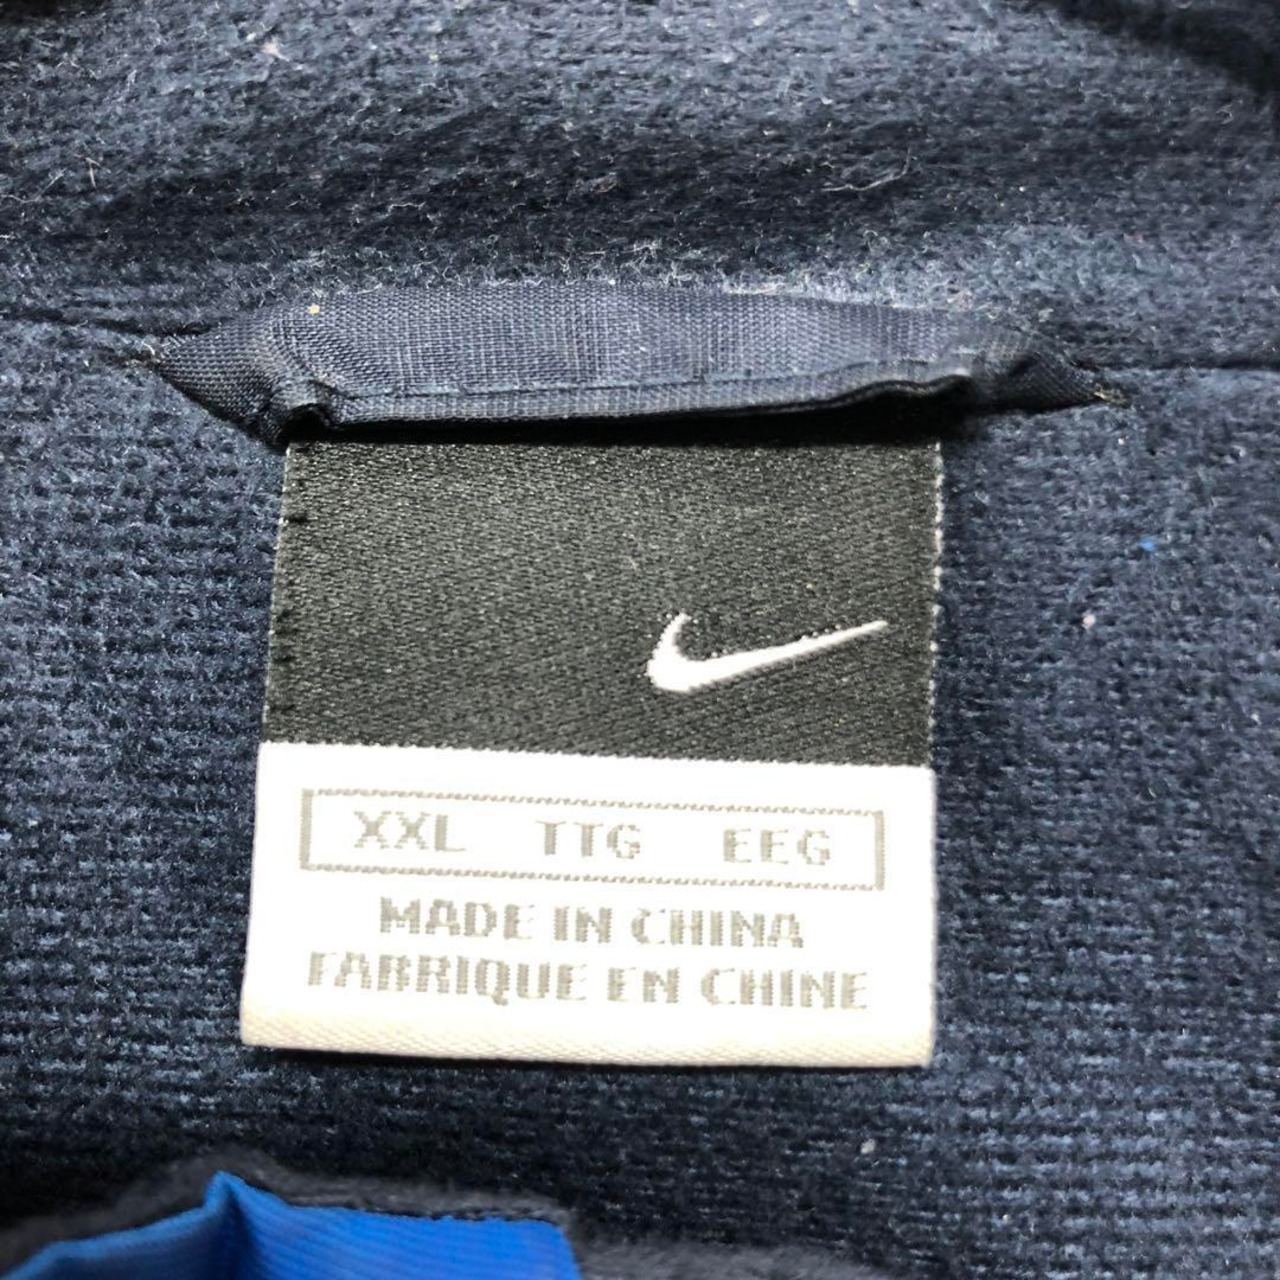 XXL TTG EEG
MADE IN CHINA
FABRIQUE EN CHINE